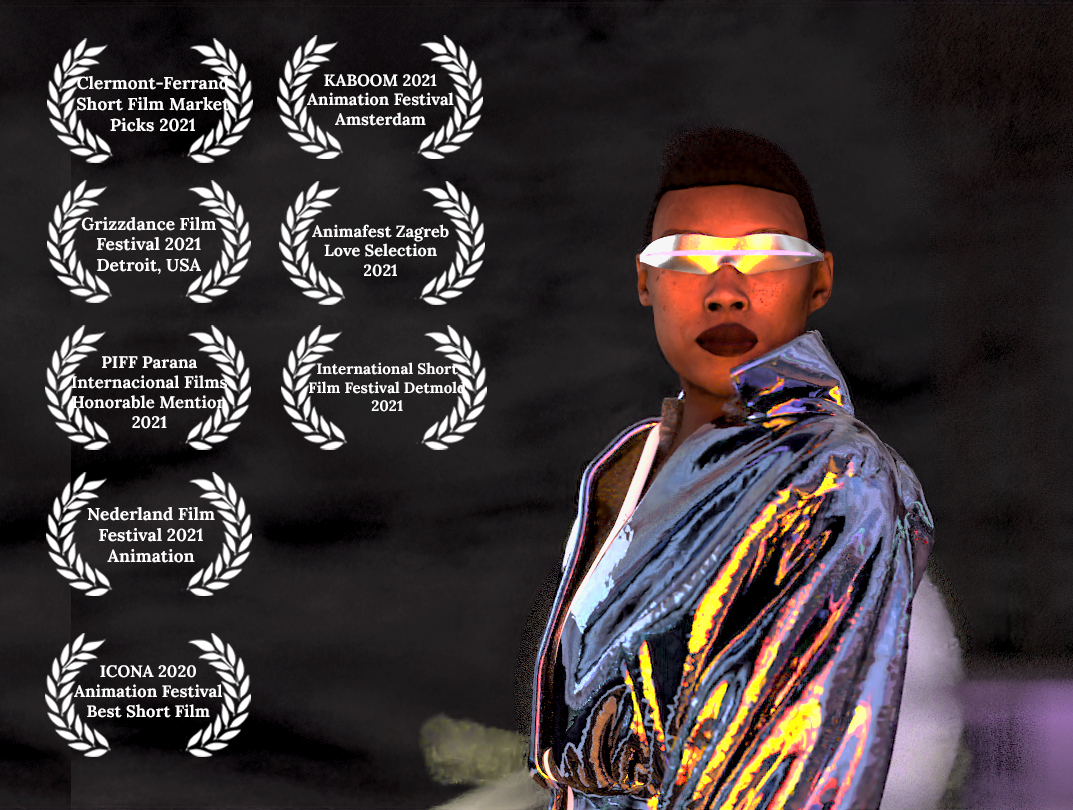 Clermont-Ferrand
Short Film Market
Picks 2021
KABOOM 2021
Animation Festival
Amsterdam
Grizzdance Film
Festival 2021
Detroit, USA
Animafest Zagreb
Love Selection
2021
PIFF Parana
Internacional Films
Honorable Mention
2021
International Short
Film Festival Detmold
2021
Nederland Film
Festival 2021
Animation
ICONA 2020
Animation Festival
Best Short Film